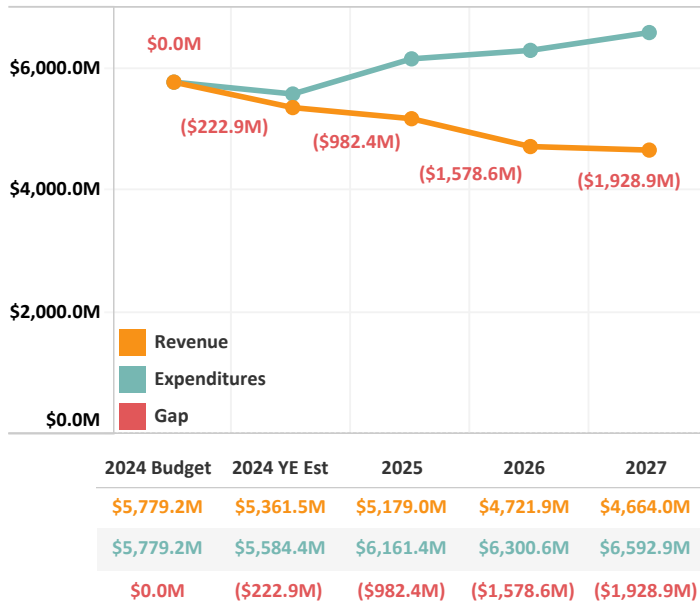 $0.0M
$6,000.0M
($222.9M)
($982.4M)
($1,578.6M)
($1,928.9M)
$4,000.0M
$2,000.0M
Revenue
Expenditures
Gap
$0.0M
2024 Budget 2024 YE Est 2025 2026 2027
$5,779.2M $5,361.5M $5,179.0M $4,721.9M $4,664.0M
$5,779.2M $5,584.4M $6,161.4M $6,300.6M $6,592.9M
$0.0M ($222.9M) ($982.4M) ($1,578.6M) ($1,928.9M)